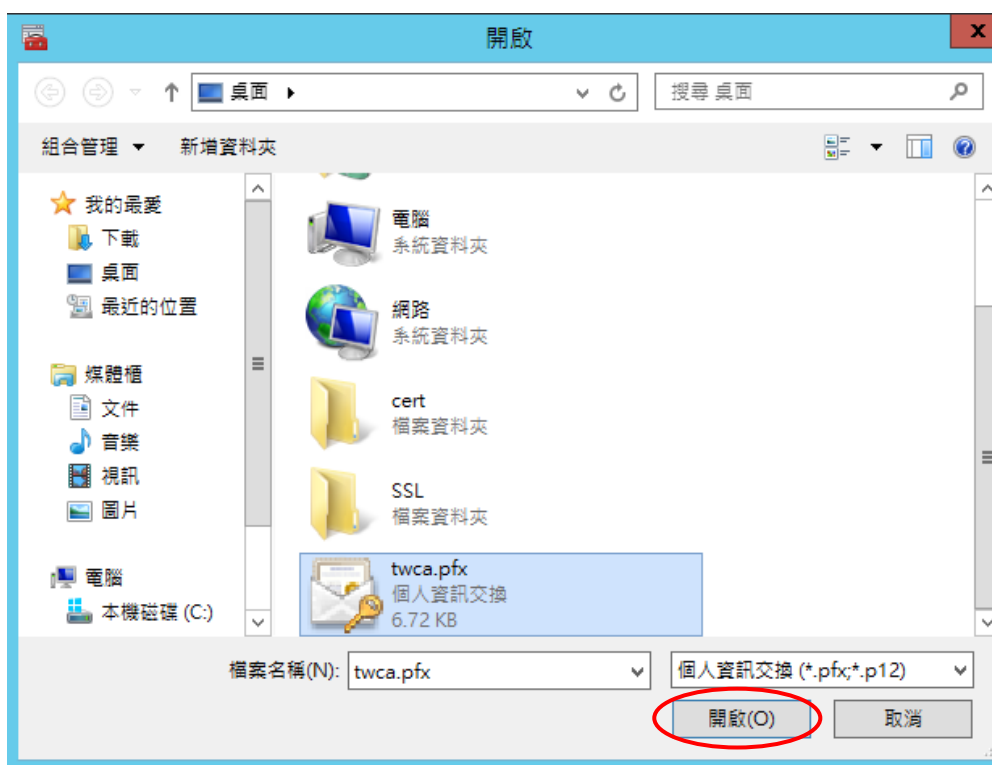 開啟
x
桌面
搜尋 桌面
組合管理
新增資料夾
我的最愛
下載
桌面
最近的位置
媒體櫃
文件
音樂
視訊
圖片
電腦
本機磁碟 (C:)
電腦
系統資料夾
網路
系統資料夾
cert
檔案資料夾
SSL
檔案資料夾
twca.pfx
個人資訊交換
6.72 KB
檔案名稱(N):
twca.pfx
個人資訊交換 (*.pfx;*.p12)
開啟(O)
取消